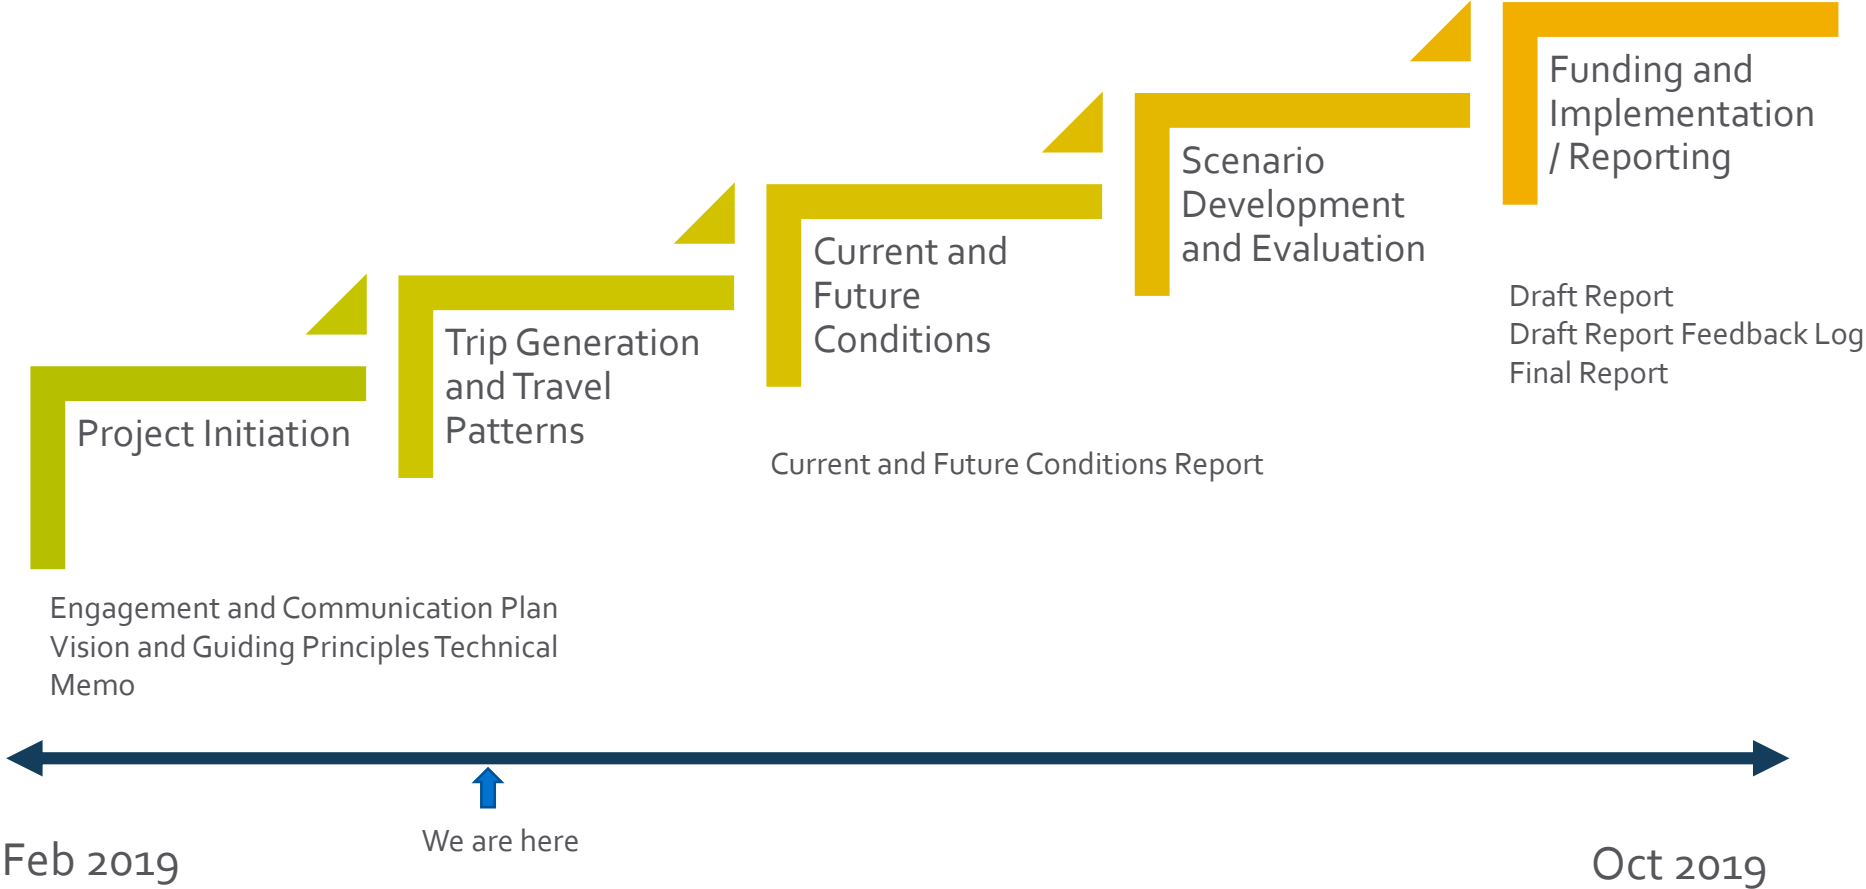 Project Initiation
Engagement and Communication Plan
Vision and Guiding Principles Technical
Memo
Trip Generation
and Travel
Patterns
Current and
Future
Conditions
Current and Future Conditions Report
Scenario
Development
and Evaluation
Funding and
Implementation
/ Reporting
Draft Report
Draft Report Feedback Log
Final Report
We are here
Feb 2019
Oct 2019